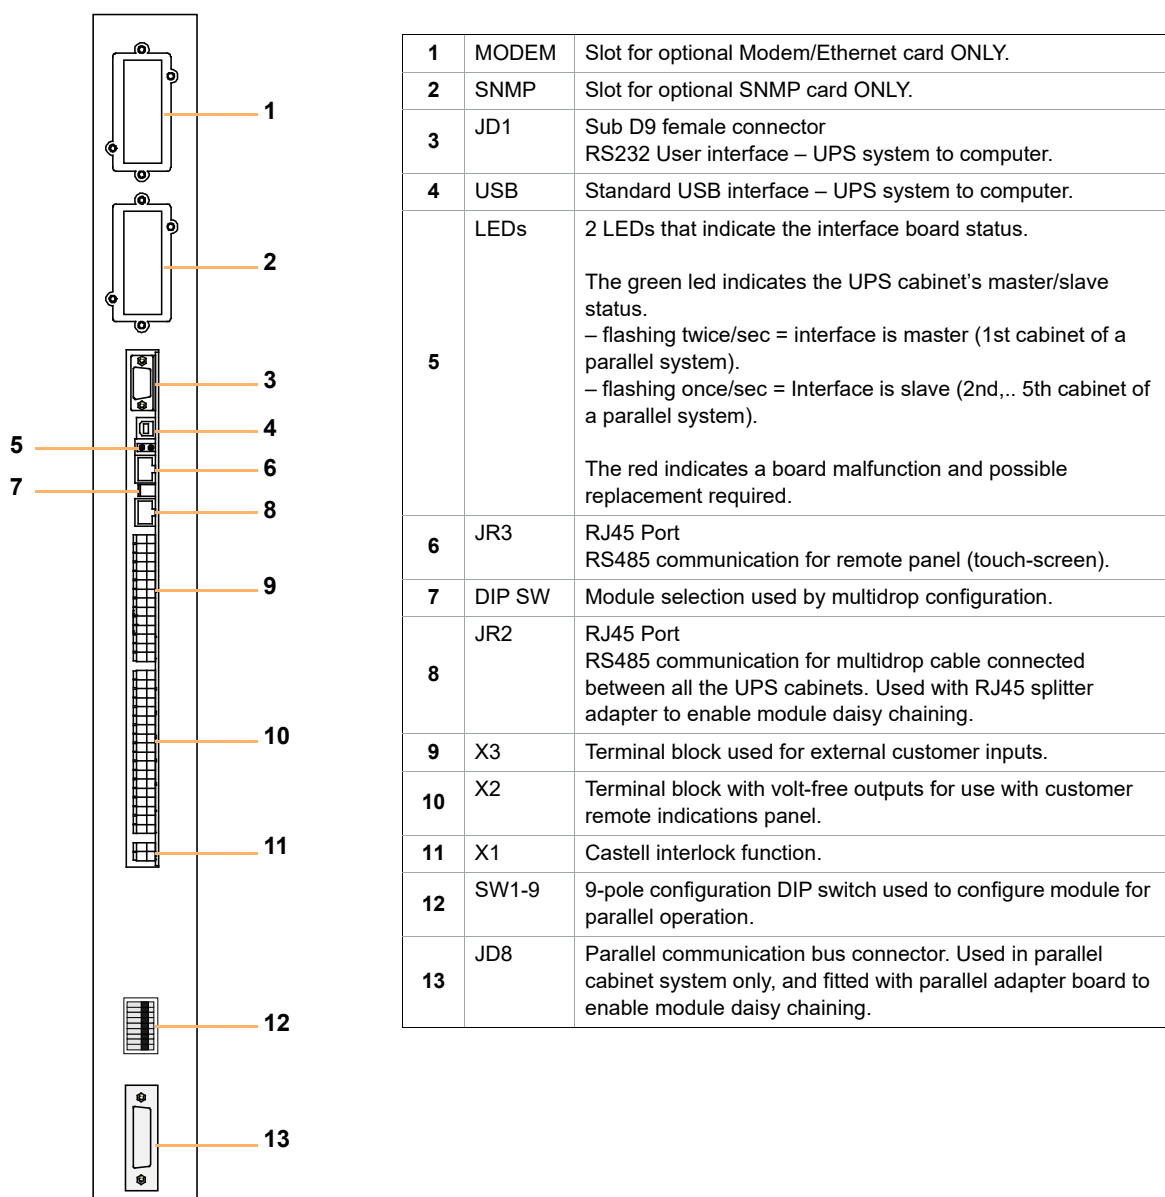 1
2
3
4
5
6
7
8
9
10
11
12
13
1 MODEM Slot for optional Modem/Ethernet card ONLY.
2 SNMP Slot for optional SNMP card ONLY.
3 JD1 Sub D9 female connector
RS232 User interface – UPS system to computer.
4 USB Standard USB interface – UPS system to computer.
5 LEDs 2 LEDs that indicate the interface board status.
The green led indicates the UPS cabinet’s master/slave
status.
– flashing twice/sec = interface is master (1st cabinet of a
parallel system).
– flashing once/sec = Interface is slave (2nd,.. 5th cabinet of
a parallel system).
The red indicates a board malfunction and possible
replacement required.
6 JR3 RJ45 Port
RS485 communication for remote panel (touch-screen).
7 DIP SW Module selection used by multidrop configuration.
8 JR2 RJ45 Port
RS485 communication for multidrop cable connected
between all the UPS cabinets. Used with RJ45 splitter
adapter to enable module daisy chaining.
9 X3 Terminal block used for external customer inputs.
10 X2 Terminal block with volt-free outputs for use with customer
remote indications panel.
11 X1 Castell interlock function.
12 SW1-9 9-pole configuration DIP switch used to configure module for
parallel operation.
13 JD8 Parallel communication bus connector. Used in parallel
cabinet system only, and fitted with parallel adapter board to
enable module daisy chaining.